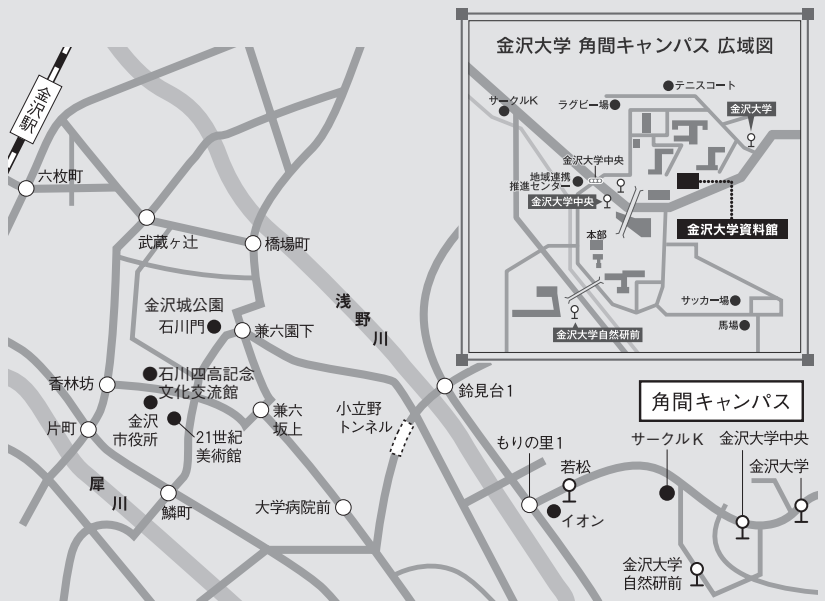 金沢大学 角間キャンパス 広域図
テニスコート
サークルK
ラグビー場
金沢大学
金沢大学中央
地域連携
推進センター
金沢大学中央
金沢大学資料館
本部
サッカー場
馬場
金沢大学自然研前
金沢駅
六枚町
武蔵ヶ辻
橋場町
浅野川
金沢城公園
石川門
兼六園下
香林坊
石川四高記念
文化交流館
片町
金沢
市役所
21世紀
美術館
兼六
坂上
小立野
トンネル
鈴見台1
角間キャンパス
犀川
鱗町
大学病院前
もりの里1
若松
イオン
サークルK
金沢大学中央
金沢大学
金沢大学
自然研前